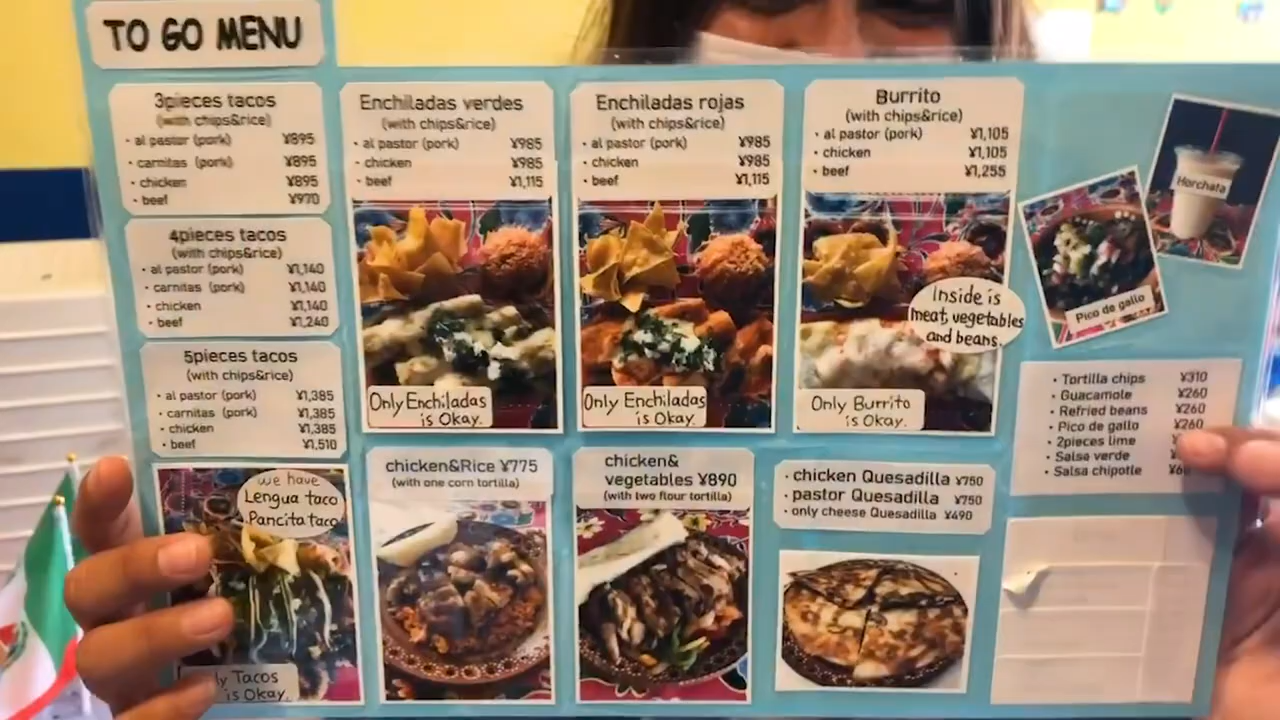 TO GO MENU
3pieces tacos
(with chips&rice)
・al pastor (pork) ¥895
・carnitas (pork) ¥895
・chicken ¥895
・beef ¥970
4pieces tacos
(with chips&rice)
・al pastor (pork) ¥1,140
・carnitas (pork) ¥1,140
・chicken ¥1,140
・beef ¥1,240
5pieces tacos
(with chips&rice)
・al pastor (pork) ¥1,385
・carnitas (pork) ¥1,385
・chicken ¥1,385
・beef ¥1,510
we have
Lengua taco
Pancita taco
Tacos
is Okay.
Enchiladas verdes
(with chips&rice)
・al pastor (pork) ¥985
・chicken ¥985
・beef ¥1,115
Only Enchiladas
is Okay.
Enchiladas rojas
(with chips&rice)
・al pastor (pork) ¥985
・chicken ¥985
・beef ¥1,115
Only Enchiladas
is Okay.
Burrito
(with chips&rice)
・al pastor (pork) ¥1,105
・chicken ¥1,105
・beef ¥1,255
Inside is
meat, vegetables
and beans.
Only Burrito
is Okay.
Horchata
Pico de gallo
・Tortilla chips ¥310
・Guacamole ¥260
・Refried beans ¥260
・Pico de gallo ¥260
・2pieces lime
・Salsa verde
・Salsa chipotle
chicken&Rice ¥775
(with one corn tortilla)
chicken&
vegetables ¥890
(with two flour tortilla)
・chicken Quesadilla ¥750
・pastor Quesadilla ¥750
・only cheese Quesadilla ¥490